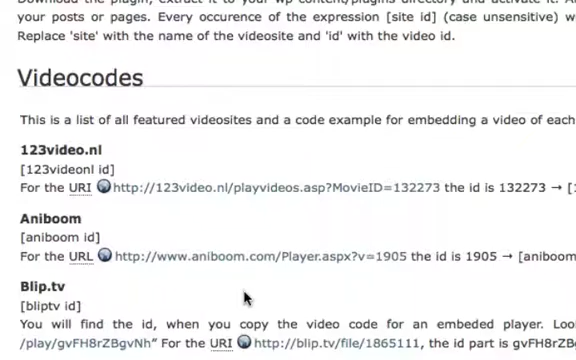 Download the plugin, extract it to your wp-content/plugins directory and activate it.
your posts or pages. Every occurence of the expression [site id] (case unsensitive)
Replace 'site' with the name of the videosite and 'id' with the video id.
Videocodes
This is a list of all featured videosites and a code example for embedding a video of each
123video.nl
[123videonl id]
For the URI http://123video.nl/playvideos.asp?MovieID=132273 the id is 132273 → [
Aniboom
[aniboom id]
For the URL http://www.aniboom.com/Player.aspx?v=1905 the id is 1905 → [aniboom
Blip.tv
[bliptv id]
You will find the id, when you copy the video code for an embeded player.
/play/gvFH8rZBgvNh" For the URI http://blip.tv/file/1865111, the id part is